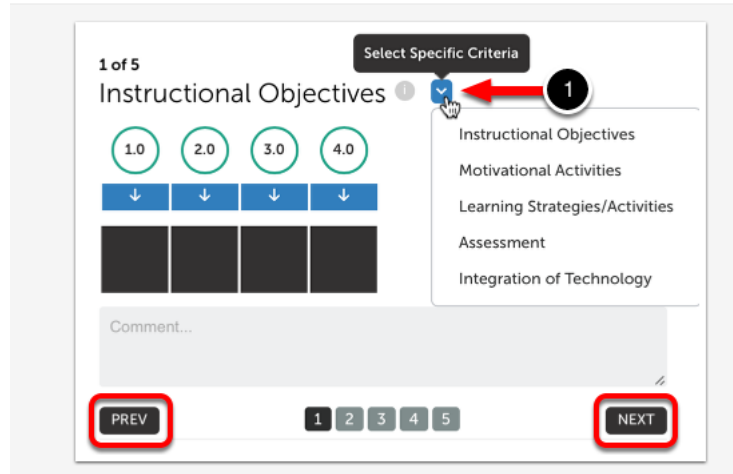 Select Specific Criteria
1 of 5
Instructional Objectives i
1
1.0 2.0 3.0 4.0
Instructional Objectives
Motivational Activities
Learning Strategies/Activities
Assessment
Integration of Technology
Comment...
PREV 1 2 3 4 5 NEXT